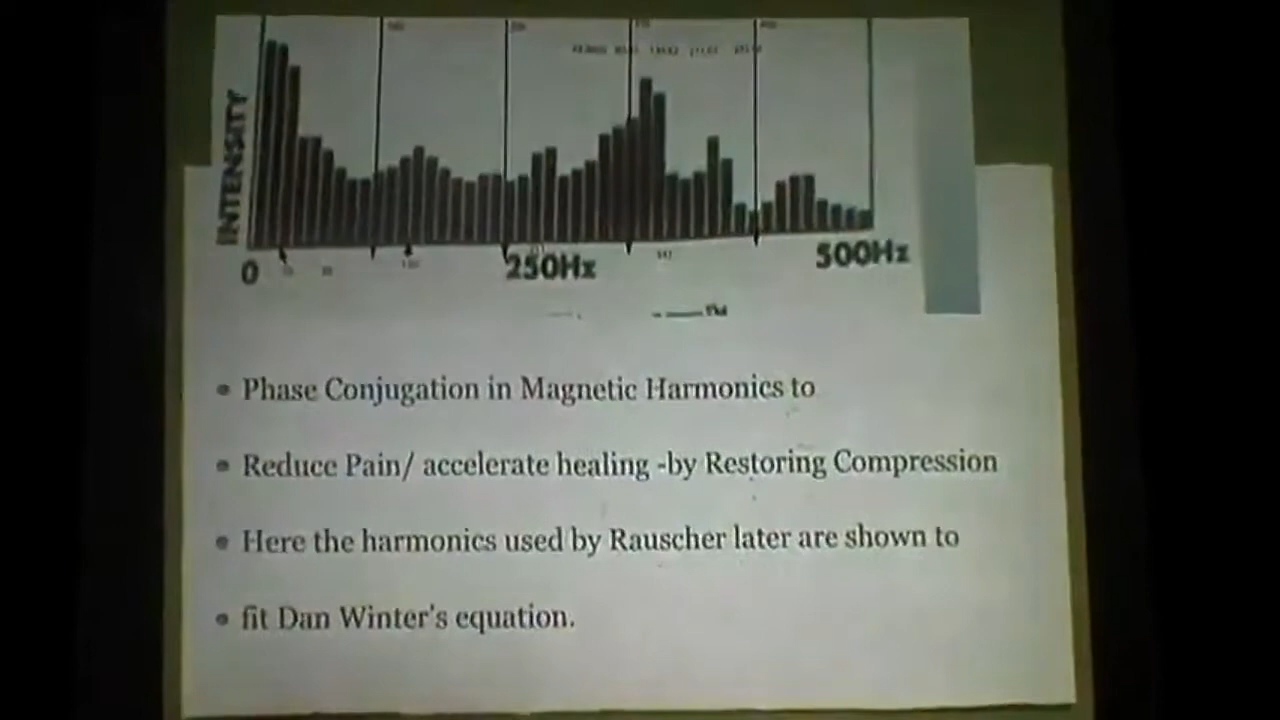 INTENSITY
0
250Hz
500Hz
Phase Conjugation in Magnetic Harmonics to
Reduce Pain/ accelerate healing -by Restoring Compression
Here the harmonics used by Rauscher later are shown to
fit Dan Winter's equation.